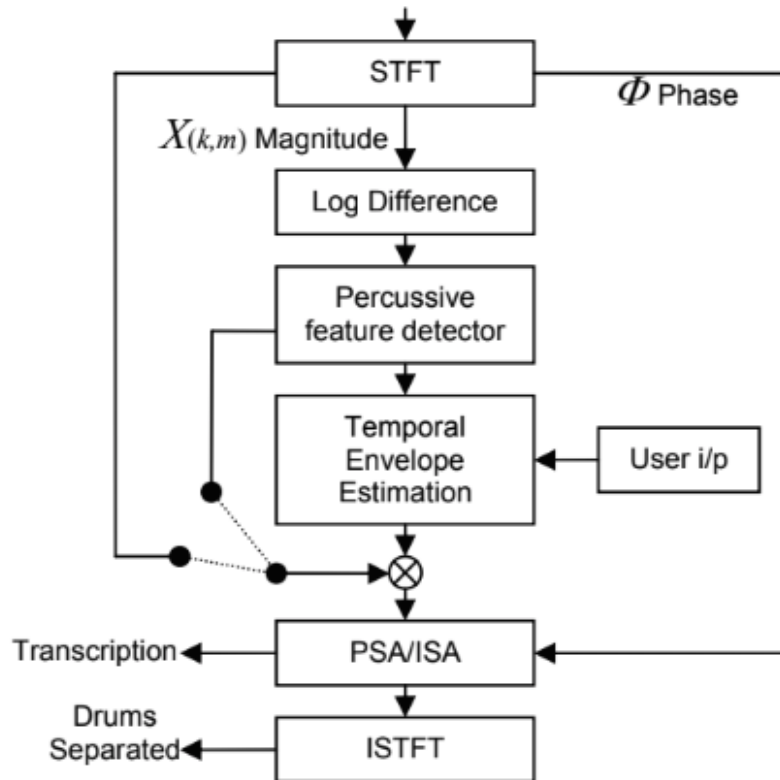 STFT
Φ Phase
X(k,m) Magnitude
Log Difference
Percussive
feature detector
Temporal
Envelope
Estimation
User i/p
Transcription
PSA/ISA
Drums
Separated
ISTFT